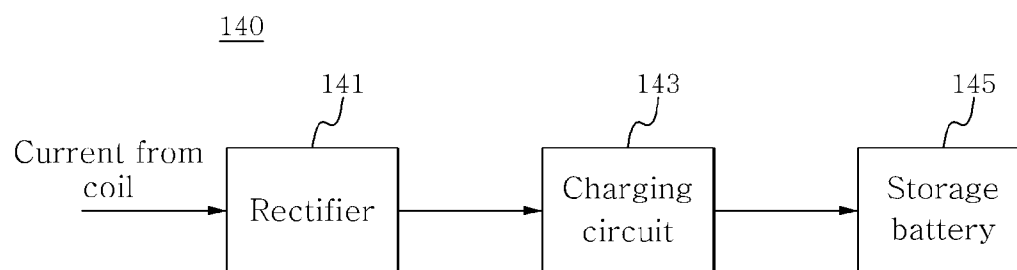 140
141
143
145
Current from
coil
Rectifier
Charging
circuit
Storage
battery